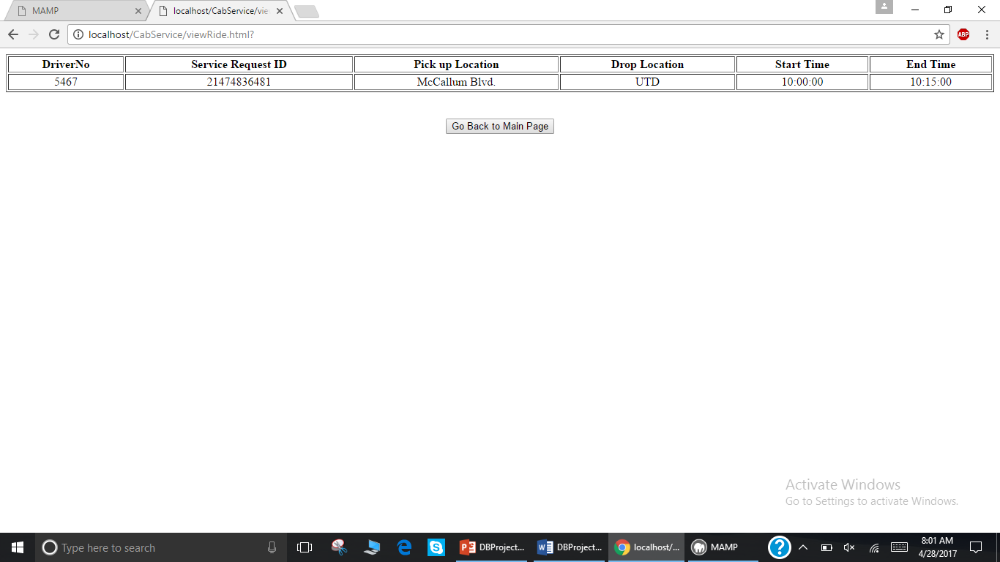 MAMP
localhost/CabService/vie
localhost/CabService/viewRide.html?
ABP
DriverNo Service Request ID Pick up Location Drop Location Start Time End Time
5467 21474836481 McCallum Blvd. UTD 10:00:00 10:15:00
Go Back to Main Page
Activate Windows
Go to Settings to activate Windows.
Type here to search
DBProject...
DBProject...
localhost/...
MAMP
8:01 AM
4/28/2017